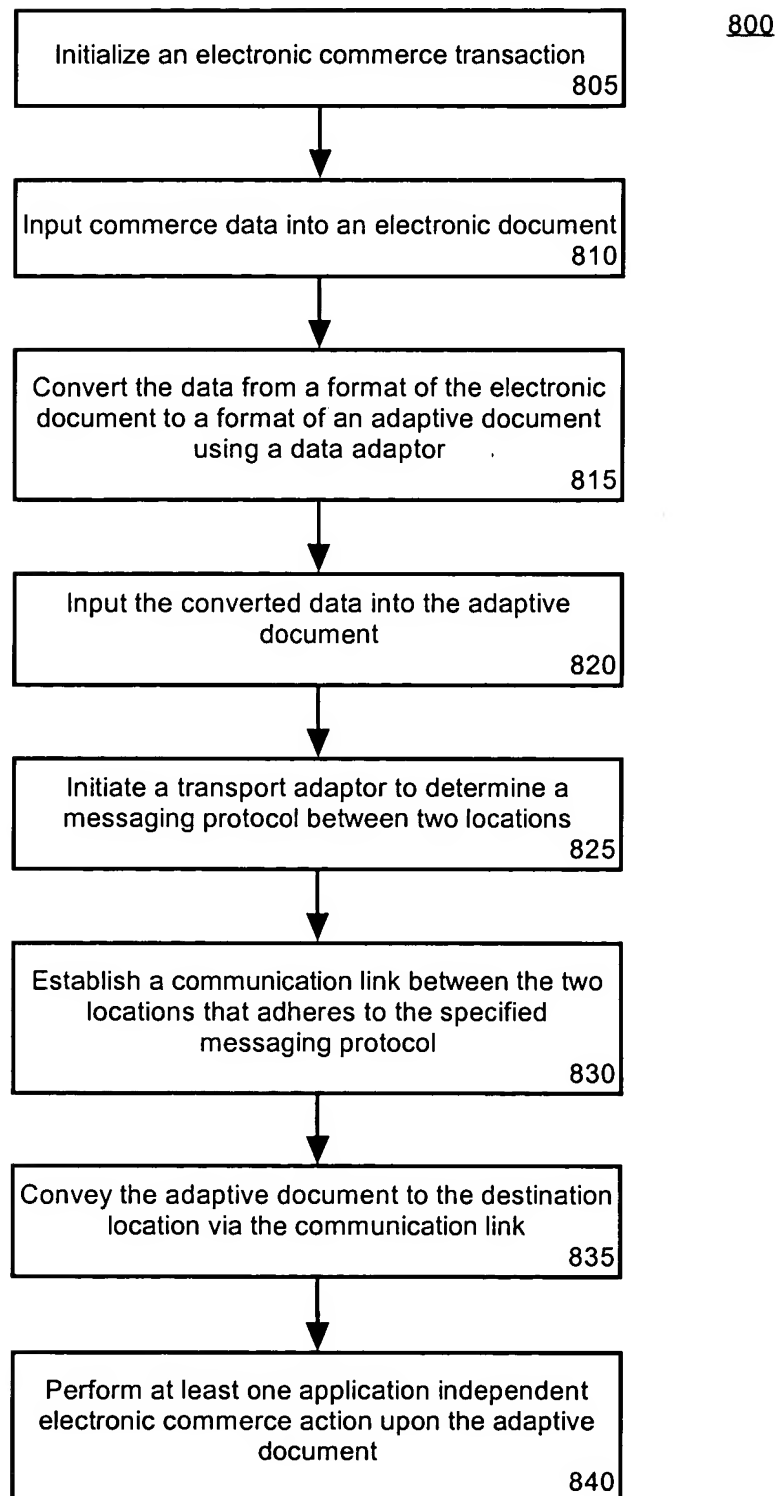 800
Initialize an electronic commerce transaction
805
Input commerce data into an electronic document
810
Convert the data from a format of the electronic
document to a format of an adaptive document
using a data adaptor
815
Input the converted data into the adaptive
document
820
Initiate a transport adaptor to determine a
messaging protocol between two locations
825
Establish a communication link between the two
locations that adheres to the specified
messaging protocol
830
Convey the adaptive document to the destination
location via the communication link
835
Perform at least one application independent
electronic commerce action upon the adaptive
document
840